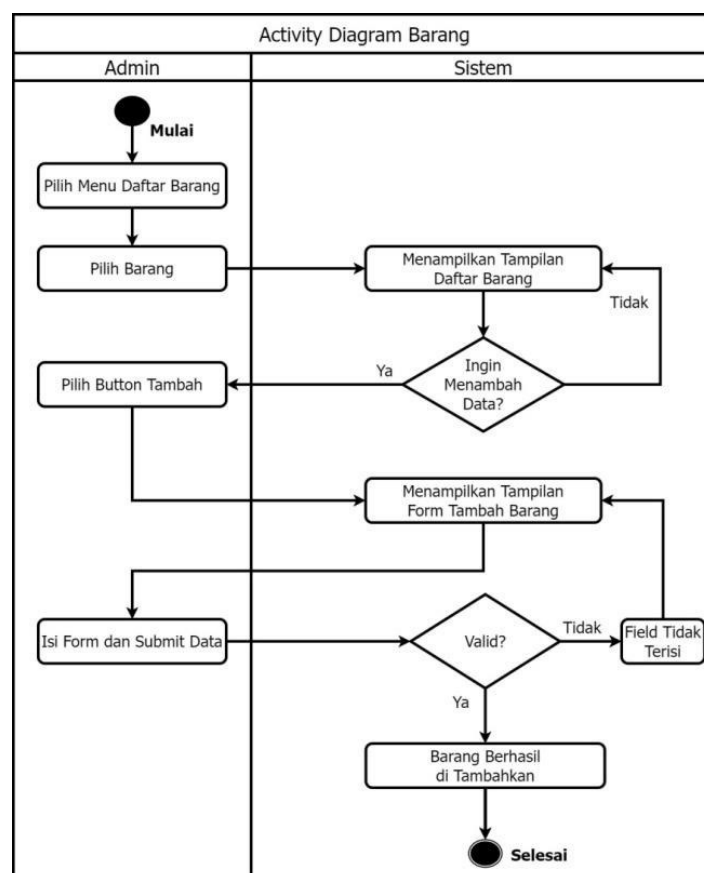 Activity Diagram Barang
Admin
Sistem
Mulai
Pilih Menu Daftar Barang
Pilih Barang
Menampilkan Tampilan
Daftar Barang
Tidak
Ingin
Menambah
Data?
Ya
Pilih Button Tambah
Menampilkan Tampilan
Form Tambah Barang
Isi Form dan Submit Data
Valid?
Tidak
Field Tidak
Terisi
Ya
Barang Berhasil
di Tambahkan
Selesai